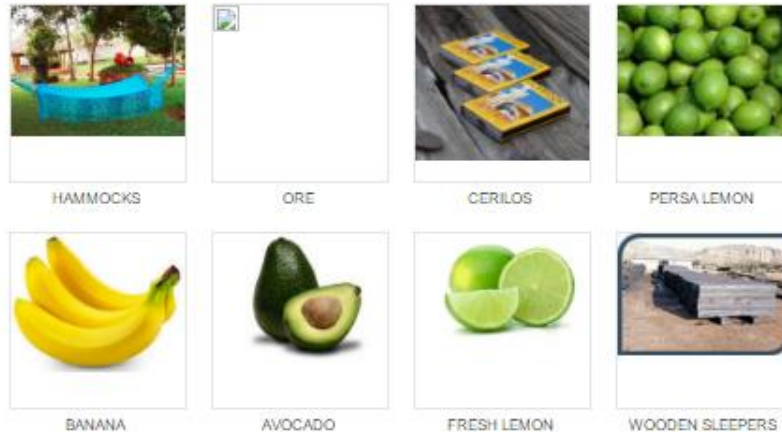 HAMMOCKS
ORE
CERILOS
PERSA LEMON
BANANA
AVOCADO
FRESH LEMON
WOODEN SLEEPERS